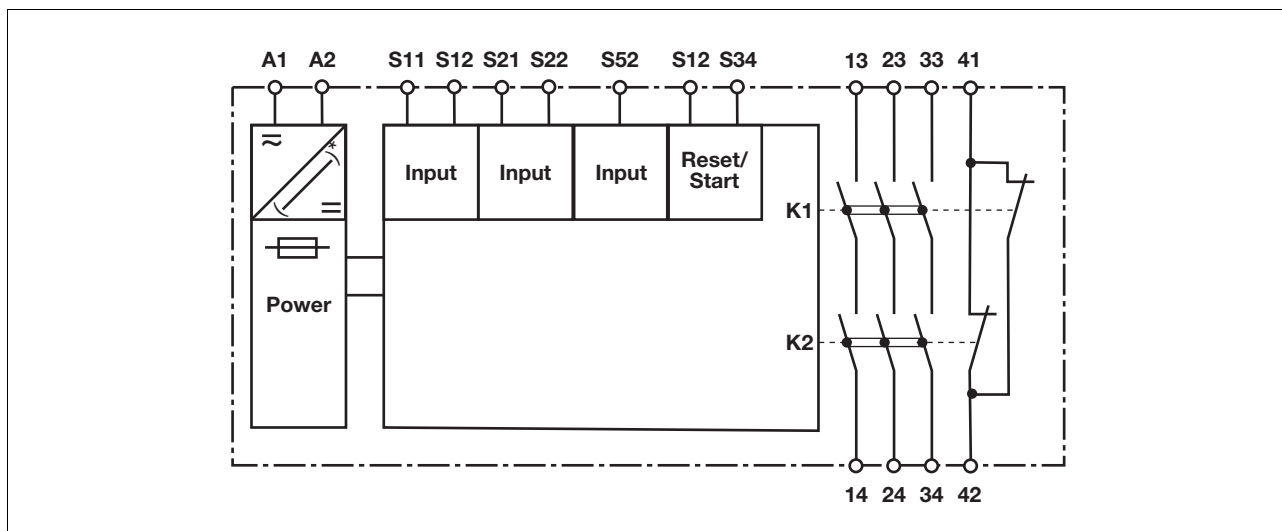 A1 A2 S11 S12 S21 S22 S52 S12 S34 13 23 33 41
Input Input Input Reset/
Start
K1
Power
K2
14 24 34 42